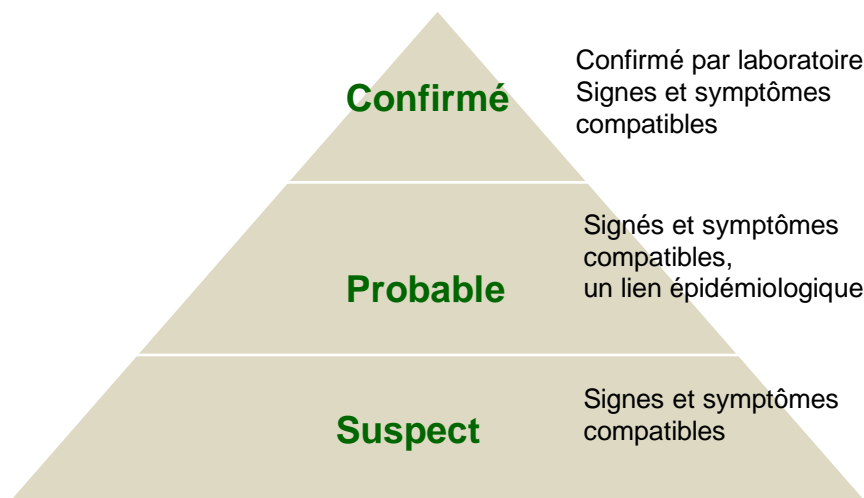 Confirmé
Confirmé par laboratoire
Signes et symptômes
compatibles
Probable
Signés et symptômes
compatibles,
un lien épidémiologique
Suspect
Signes et symptômes
compatibles